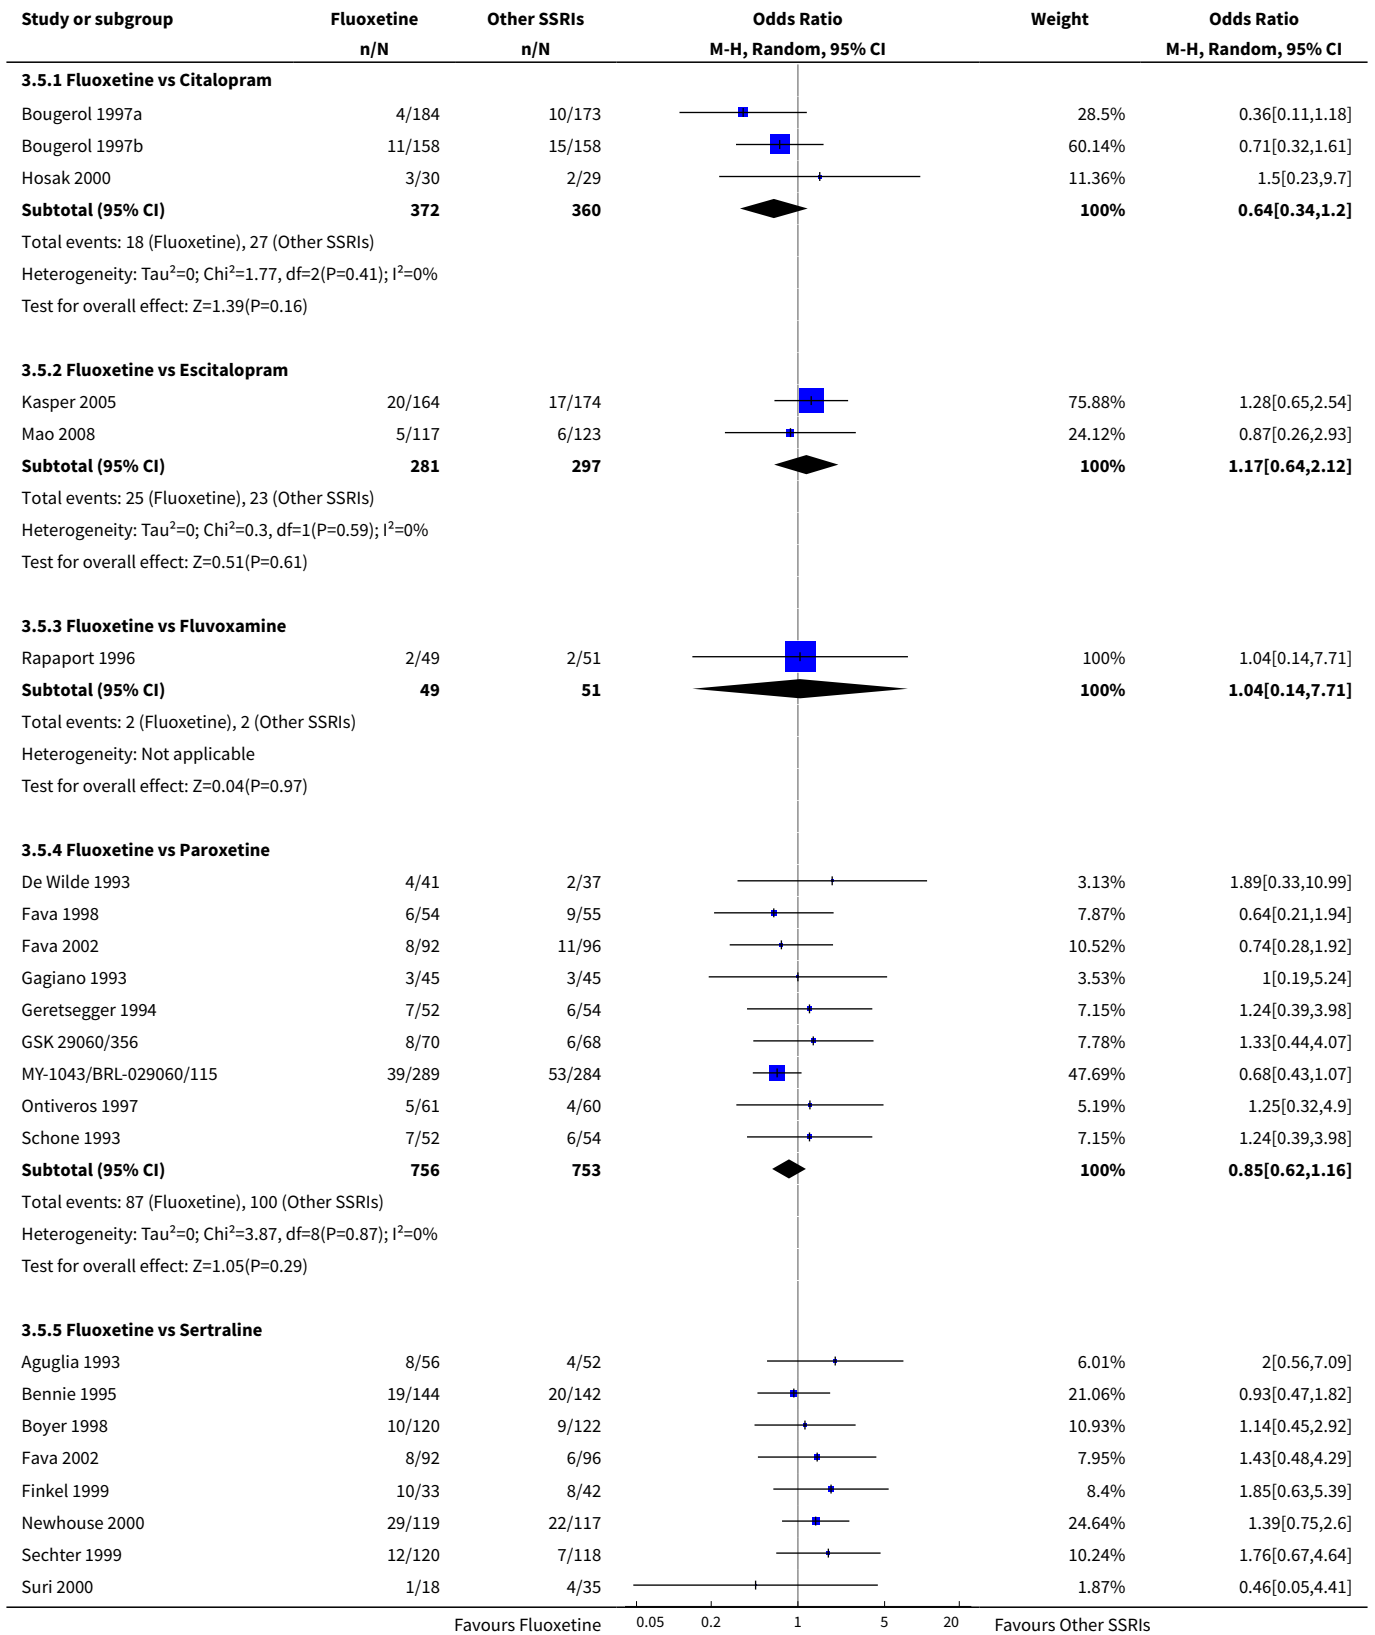 Study or subgroup Fluoxetine Other SSRIs Odds Ratio Weight Odds Ratio
n/N n/N M-H, Random, 95% CI M-H, Random, 95% CI
3.5.1 Fluoxetine vs Citalopram
Bougerol 1997a 4/184 10/173 28.5% 0.36[0.11,1.18]
Bougerol 1997b 11/158 15/158 60.14% 0.71[0.32,1.61]
Hosak 2000 3/30 2/29 11.36% 1.5[0.23,9.7]
Subtotal (95% CI) 372 360 100% 0.64[0.34,1.2]
Total events: 18 (Fluoxetine), 27 (Other SSRIs)
Heterogeneity: Tau²=0; Chi²=1.77, df=2(P=0.41); I²=0%
Test for overall effect: Z=1.39(P=0.16)
3.5.2 Fluoxetine vs Escitalopram
Kasper 2005 20/164 17/174 75.88% 1.28[0.65,2.54]
Mao 2008 5/117 6/123 24.12% 0.87[0.26,2.93]
Subtotal (95% CI) 281 297 100% 1.17[0.64,2.12]
Total events: 25 (Fluoxetine), 23 (Other SSRIs)
Heterogeneity: Tau²=0; Chi²=0.3, df=1(P=0.59); I²=0%
Test for overall effect: Z=0.51(P=0.61)
3.5.3 Fluoxetine vs Fluvoxamine
Rapaport 1996 2/49 2/51 100% 1.04[0.14,7.71]
Subtotal (95% CI) 49 51 100% 1.04[0.14,7.71]
Total events: 2 (Fluoxetine), 2 (Other SSRIs)
Heterogeneity: Not applicable
Test for overall effect: Z=0.04(P=0.97)
3.5.4 Fluoxetine vs Paroxetine
De Wilde 1993 4/41 2/37 3.13% 1.89[0.33,10.99]
Fava 1998 6/54 9/55 7.87% 0.64[0.21,1.94]
Fava 2002 8/92 11/96 10.52% 0.74[0.28,1.92]
Gagiano 1993 3/45 3/45 3.53% 1[0.19,5.24]
Geretsegger 1994 7/52 6/54 7.15% 1.24[0.39,3.98]
GSK 29060/356 8/70 6/68 7.78% 1.33[0.44,4.07]
MY-1043/BRL-029060/115 39/289 53/284 47.69% 0.68[0.43,1.07]
Ontiveros 1997 5/61 4/60 5.19% 1.25[0.32,4.9]
Schone 1993 7/52 6/54 7.15% 1.24[0.39,3.98]
Subtotal (95% CI) 756 753 100% 0.85[0.62,1.16]
Total events: 87 (Fluoxetine), 100 (Other SSRIs)
Heterogeneity: Tau²=0; Chi²=3.87, df=8(P=0.87); I²=0%
Test for overall effect: Z=1.05(P=0.29)
3.5.5 Fluoxetine vs Sertraline
Aguglia 1993 8/56 4/52 6.01% 2[0.56,7.09]
Bennie 1995 19/144 20/142 21.06% 0.93[0.47,1.82]
Boyer 1998 10/120 9/122 10.93% 1.14[0.45,2.92]
Fava 2002 8/92 6/96 7.95% 1.43[0.48,4.29]
Finkel 1999 10/33 8/42 8.4% 1.85[0.63,5.39]
Newhouse 2000 29/119 22/117 24.64% 1.39[0.75,2.6]
Sechter 1999 12/120 7/118 10.24% 1.76[0.67,4.64]
Suri 2000 1/18 4/35 1.87% 0.46[0.05,4.41]
Favours Fluoxetine 0.05 0.2 1 5 20 Favours Other SSRIs